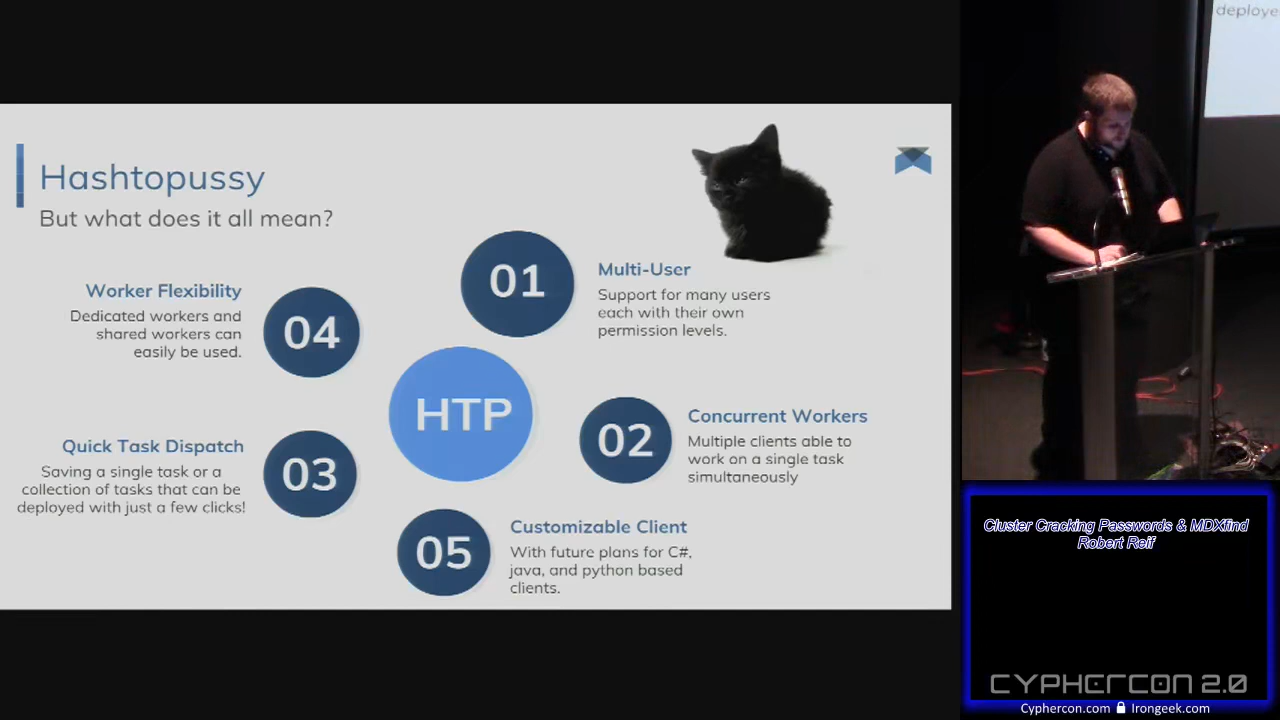 deploye
Hashtopussy
But what does it all mean?
01
Multi-User
Support for many users
each with their own
permission levels.
Worker Flexibility
Dedicated workers and
shared workers can
easily be used.
04
HTP
02
Concurrent Workers
Multiple clients able to
work on a single task
simultaneously
Quick Task Dispatch
Saving a single task or a
collection of tasks that can be
deployed with just a few clicks!
03
05
Customizable Client
With future plans for C#,
java, and python based
clients.
Cluster Cracking Passwords & MDXfind
Robert Reif
CYPHERCON 2.0
Cyphercon.com Irongeek.com